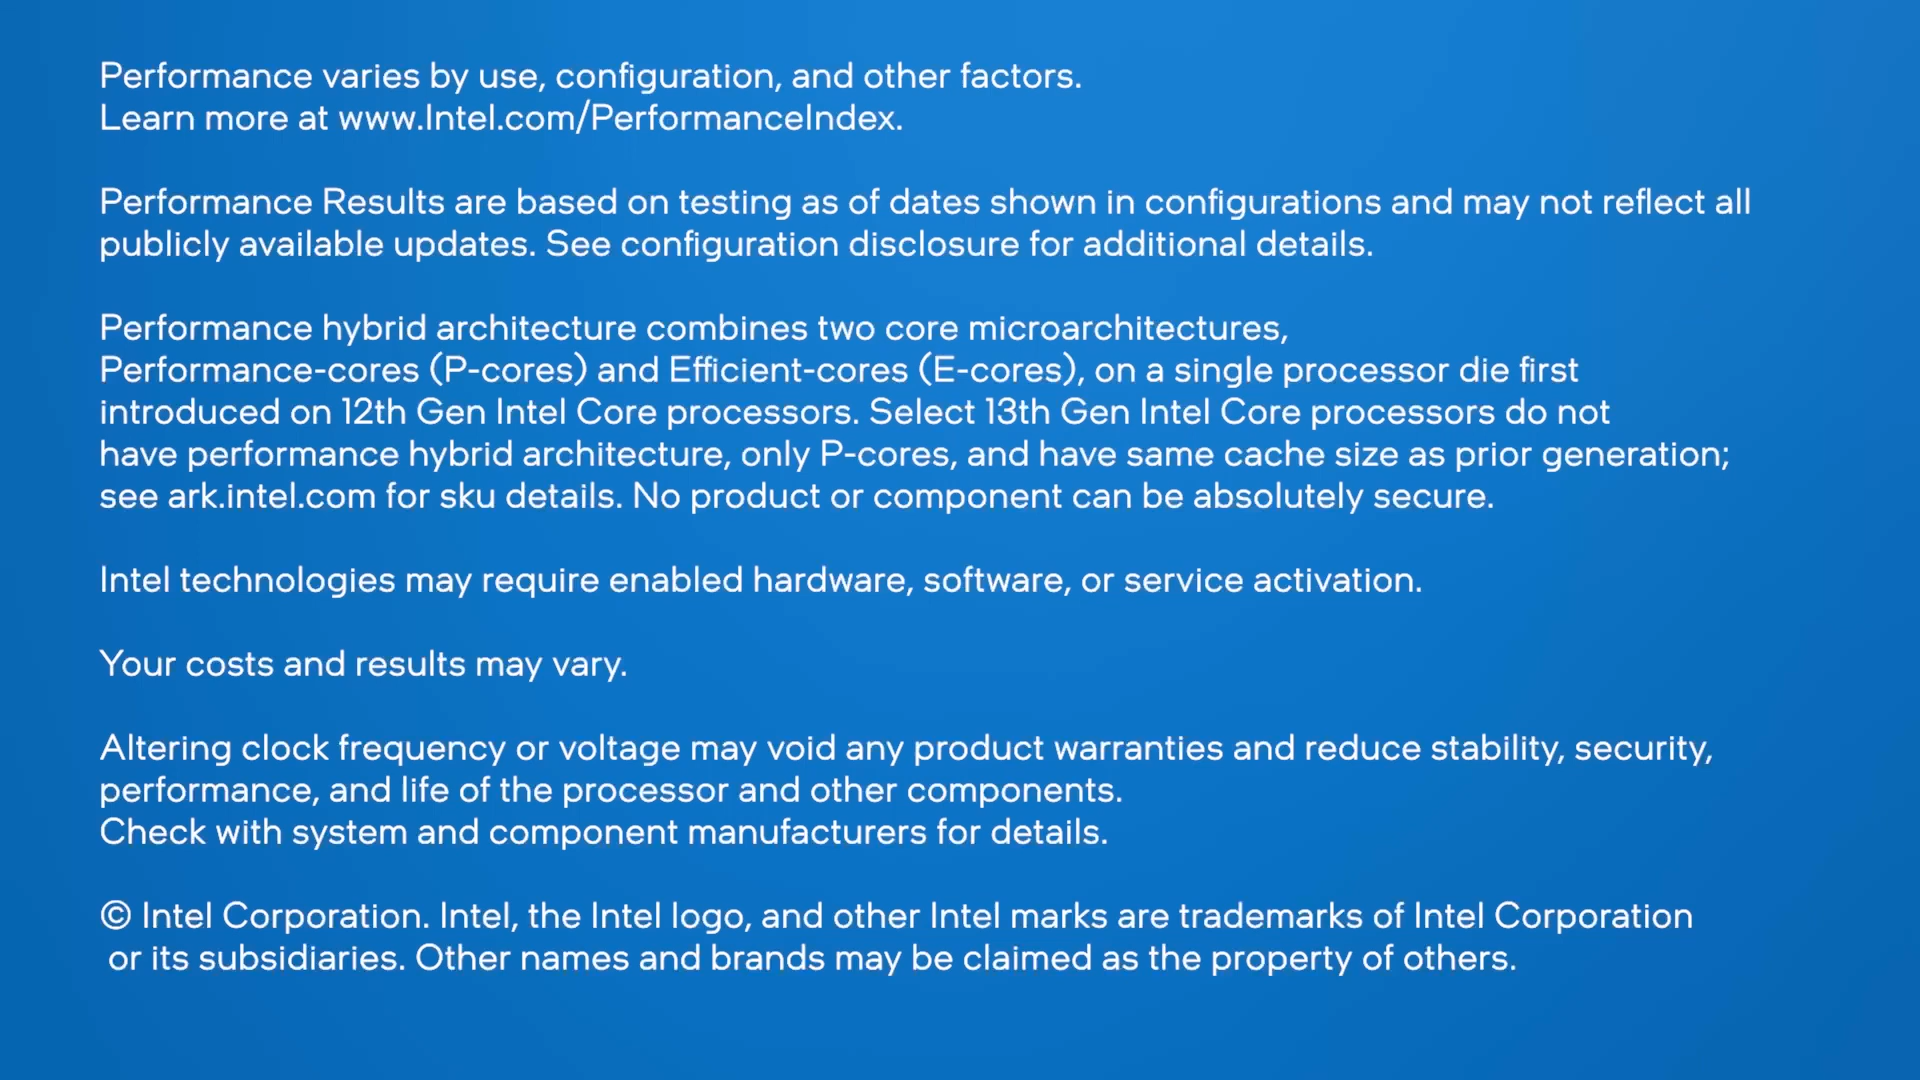 Performance varies by use, configuration, and other factors.
Learn more at www.Intel.com/PerformanceIndex.
Performance Results are based on testing as of dates shown in configurations and may not reflect all
publicly available updates. See configuration disclosure for additional details.
Performance hybrid architecture combines two core microarchitectures,
Performance-cores (P-cores) and Efficient-cores (E-cores), on a single processor die first
introduced on 12th Gen Intel Core processors. Select 13th Gen Intel Core processors do not
have performance hybrid architecture, only P-cores, and have same cache size as prior generation;
see ark.intel.com for sku details. No product or component can be absolutely secure.
Intel technologies may require enabled hardware, software, or service activation.
Your costs and results may vary.
Altering clock frequency or voltage may void any product warranties and reduce stability, security,
performance, and life of the processor and other components.
Check with system and component manufacturers for details.
© Intel Corporation. Intel, the Intel logo, and other Intel marks are trademarks of Intel Corporation
or its subsidiaries. Other names and brands may be claimed as the property of others.